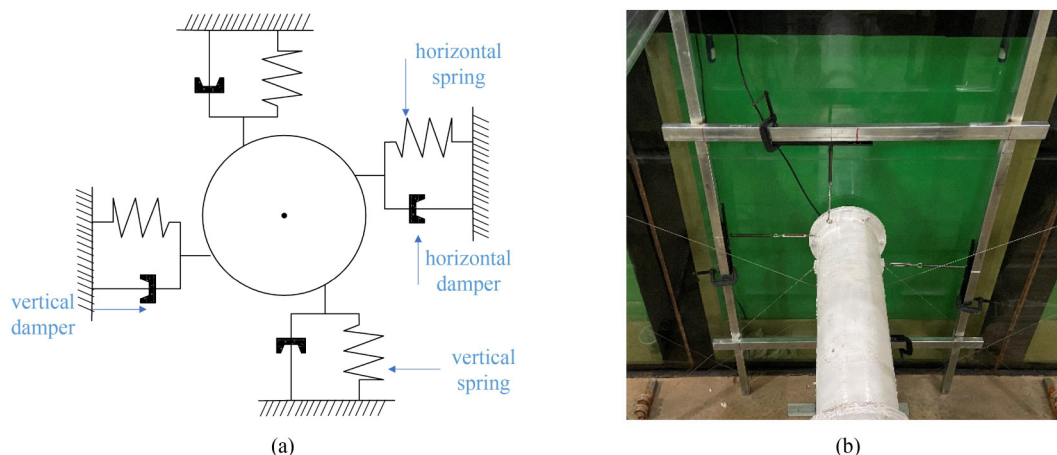 horizontal
spring
horizontal
damper
vertical
damper
vertical
spring
(a)
(b)